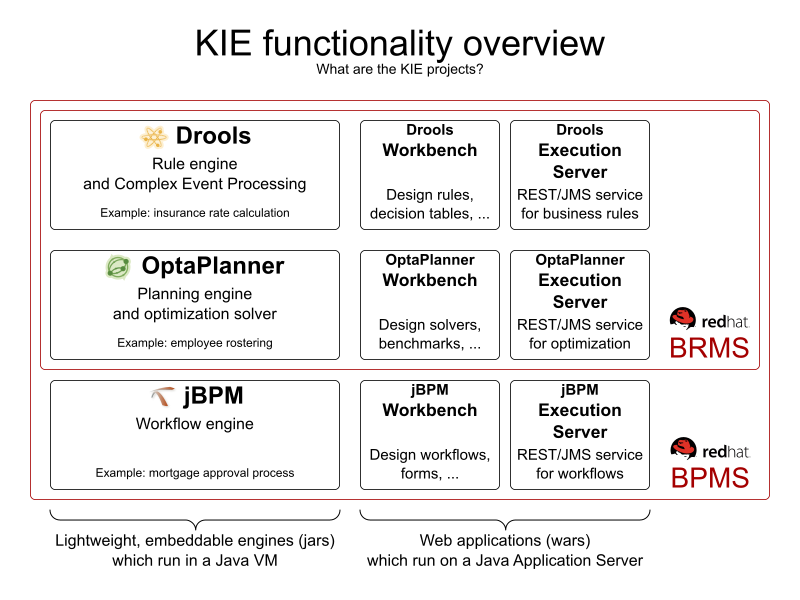 KIE functionality overview
What are the KIE projects?
Drools
Rule engine
and Complex Event Processing
Example: insurance rate calculation
Drools
Workbench
Design rules,
decision tables, ...
Drools
Execution
Server
REST/JMS service
for business rules
OptaPlanner
Planning engine
and optimization solver
Example: employee rostering
OptaPlanner
Workbench
Design solvers,
benchmarks, ...
OptaPlanner
Execution
Server
REST/JMS service
for optimization
redhat.
BRMS
jBPM
Workflow engine
Example: mortgage approval process
jBPM
Workbench
Design workflows,
forms, ...
jBPM
Execution
Server
REST/JMS service
for workflows
redhat.
BPMS
Lightweight, embeddable engines (jars)
which run in a Java VM
Web applications (wars)
which run on a Java Application Server